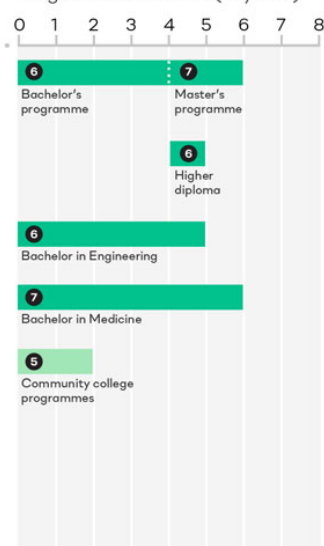 0 1 2 3 4 5 6 7 8
6 7
Bachelor's
programme
Master's
programme
6
Higher
diploma
6
Bachelor in Engineering
7
Bachelor in Medicine
5
Community college
programmes